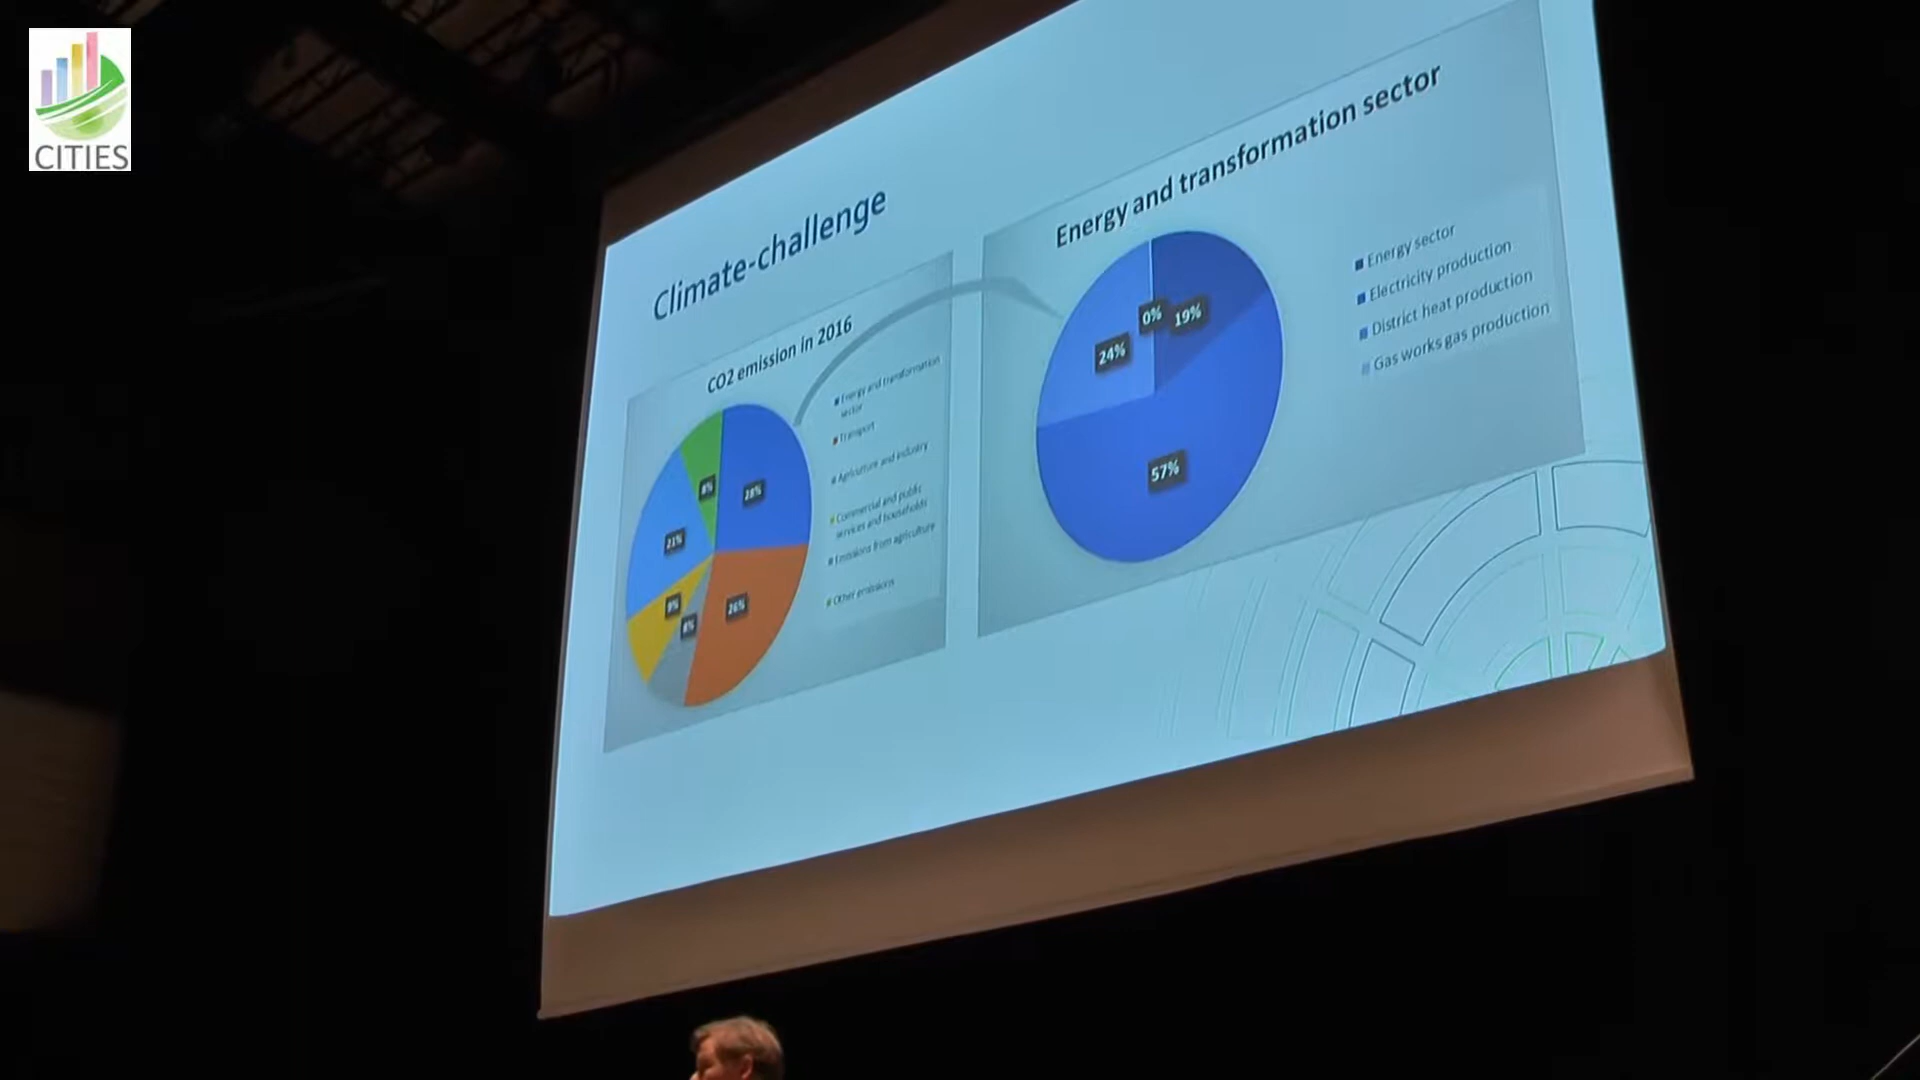 CITIES
Climate-challenge
CO2 emission in 2016
28%
26%
8%
21%
8%
Energy and transformation
sector
Transport
Agriculture and industry
Commercial and public
services and households
Emissions from agriculture
Other emissions
Energy and transformation sector
0%
19%
24%
57%
Energy sector
Electricity production
District heat production
Gas works gas production